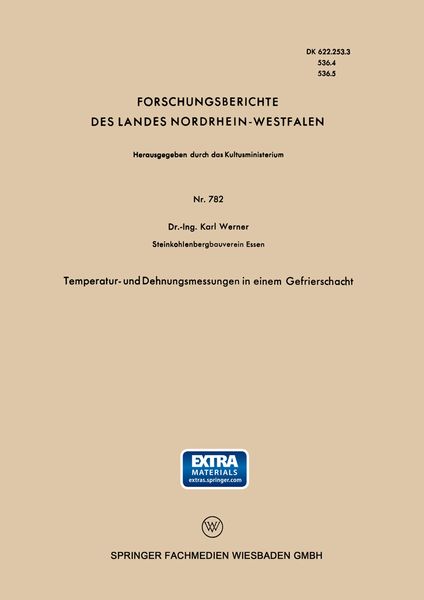 DK 622.253.3
536.4
536.5
FORSCHUNGSBERICHTE
DES LANDES NORDRHEIN-WESTFALEN
Herausgegeben durch das Kultusministerium
Nr. 782
Dr.-Ing. Karl Werner
Steinkohlenbergbauverein Essen
Temperatur- und Dehnungsmessungen in einem Gefrierschacht
EXTRA
MATERIALS
extras.springer.com
W
SPRINGER FACHMEDIEN WIESBADEN GMBH